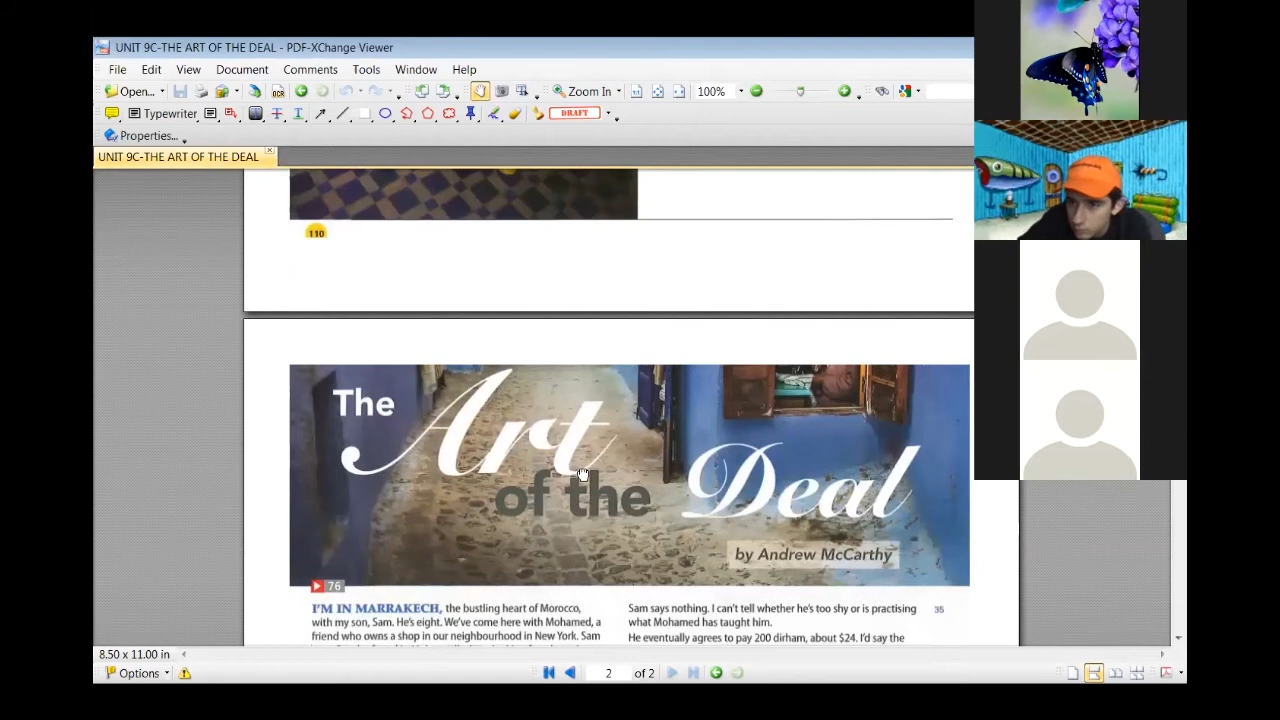 UNIT 9C-THE ART OF THE DEAL - PDF-XChange Viewer
File Edit View Document Comments Tools Window Help
Open... OCR Zoom In 100%
Typewriter DRAFT
Properties...
UNIT 9C-THE ART OF THE DEAL
110
The Art
of the Deal
by Andrew McCarthy
76
I'M IN MARRAKECH, the bustling heart of Morocco,
with my son, Sam. He's eight. We've come here with Mohamed, a
friend who owns a shop in our neighbourhood in New York. Sam
Sam says nothing. I can't tell whether he's too shy or is practising 35
what Mohamed has taught him.
He eventually agrees to pay 200 dirham, about $24. I'd say the
8.50 x 11.00 in
Options 2 of 2